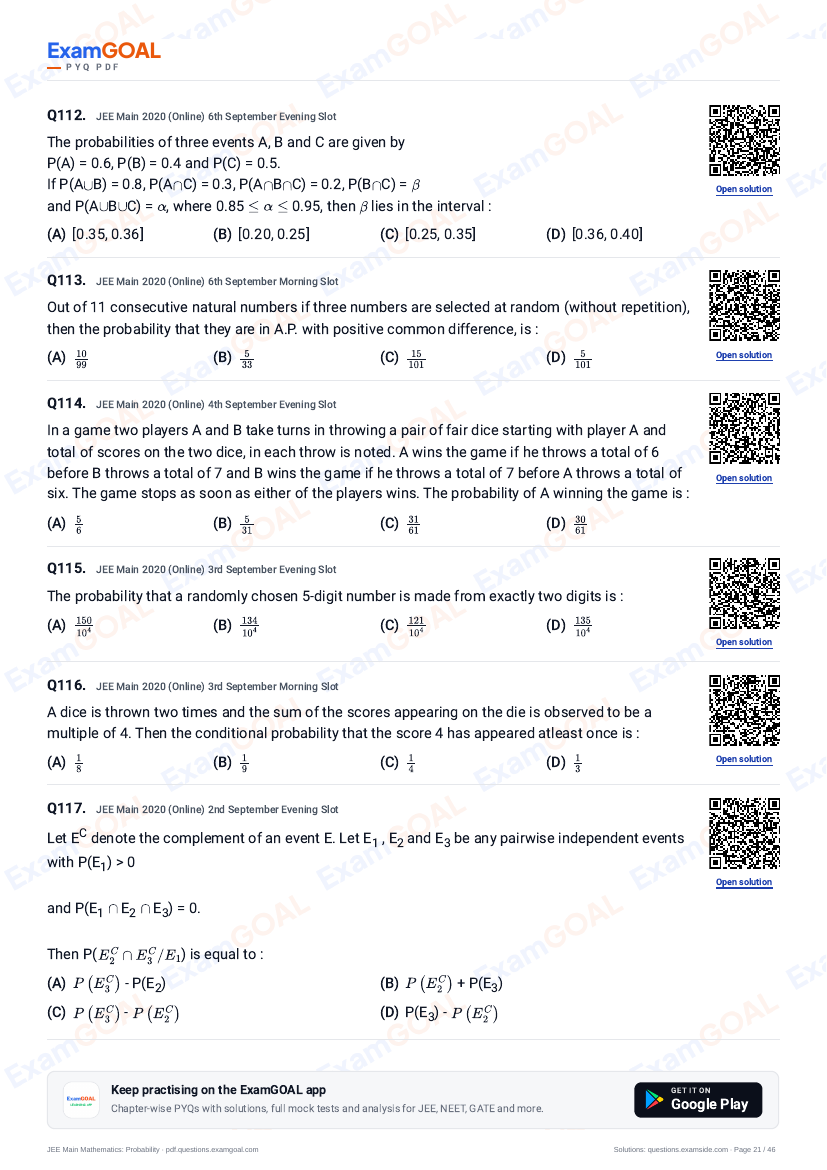 ExamGOAL
PYQ PDF
Q112. JEE Main 2020 (Online) 6th September Evening Slot
The probabilities of three events A, B and C are given by
P(A) = 0.6, P(B) = 0.4 and P(C) = 0.5.
If P(A∪B) = 0.8, P(A∩C) = 0.3, P(A∩B∩C) = 0.2, P(B∩C) = β
and P(A∪B∪C) = α, where 0.85 ≤ α ≤ 0.95, then β lies in the interval :
(A) [0.35, 0.36] (B) [0.20, 0.25] (C) [0.25, 0.35] (D) [0.36, 0.40]
Open solution
Q113. JEE Main 2020 (Online) 6th September Morning Slot
Out of 11 consecutive natural numbers if three numbers are selected at random (without repetition),
then the probability that they are in A.P. with positive common difference, is :
(A) 10/99 (B) 5/33 (C) 15/101 (D) 5/101
Open solution
Q114. JEE Main 2020 (Online) 4th September Evening Slot
In a game two players A and B take turns in throwing a pair of fair dice starting with player A and
total of scores on the two dice, in each throw is noted. A wins the game if he throws a total of 6
before B throws a total of 7 and B wins the game if he throws a total of 7 before A throws a total of
six. The game stops as soon as either of the players wins. The probability of A winning the game is :
(A) 5/6 (B) 5/31 (C) 31/61 (D) 30/61
Open solution
Q115. JEE Main 2020 (Online) 3rd September Evening Slot
The probability that a randomly chosen 5-digit number is made from exactly two digits is :
(A) 150/10⁴ (B) 134/10⁴ (C) 121/10⁴ (D) 135/10⁴
Open solution
Q116. JEE Main 2020 (Online) 3rd September Morning Slot
A dice is thrown two times and the sum of the scores appearing on the die is observed to be a
multiple of 4. Then the conditional probability that the score 4 has appeared atleast once is :
(A) 1/8 (B) 1/9 (C) 1/4 (D) 1/3
Open solution
Q117. JEE Main 2020 (Online) 2nd September Evening Slot
Let E^C denote the complement of an event E. Let E₁ , E₂ and E₃ be any pairwise independent events
with P(E₁) > 0
and P(E₁ ∩ E₂ ∩ E₃) = 0.
Then P(E₂^C ∩ E₃^C/E₁) is equal to :
(A) P (E₃^C) - P(E₂) (B) P (E₂^C) + P(E₃)
(C) P (E₃^C) - P (E₂^C) (D) P(E₃) - P (E₂^C)
Open solution
Keep practising on the ExamGOAL app
Chapter-wise PYQs with solutions, full mock tests and analysis for JEE, NEET, GATE and more.
GET IT ON
Google Play
JEE Main Mathematics: Probability · pdf.questions.examgoal.com
Solutions: questions.examside.com · Page 21 / 46